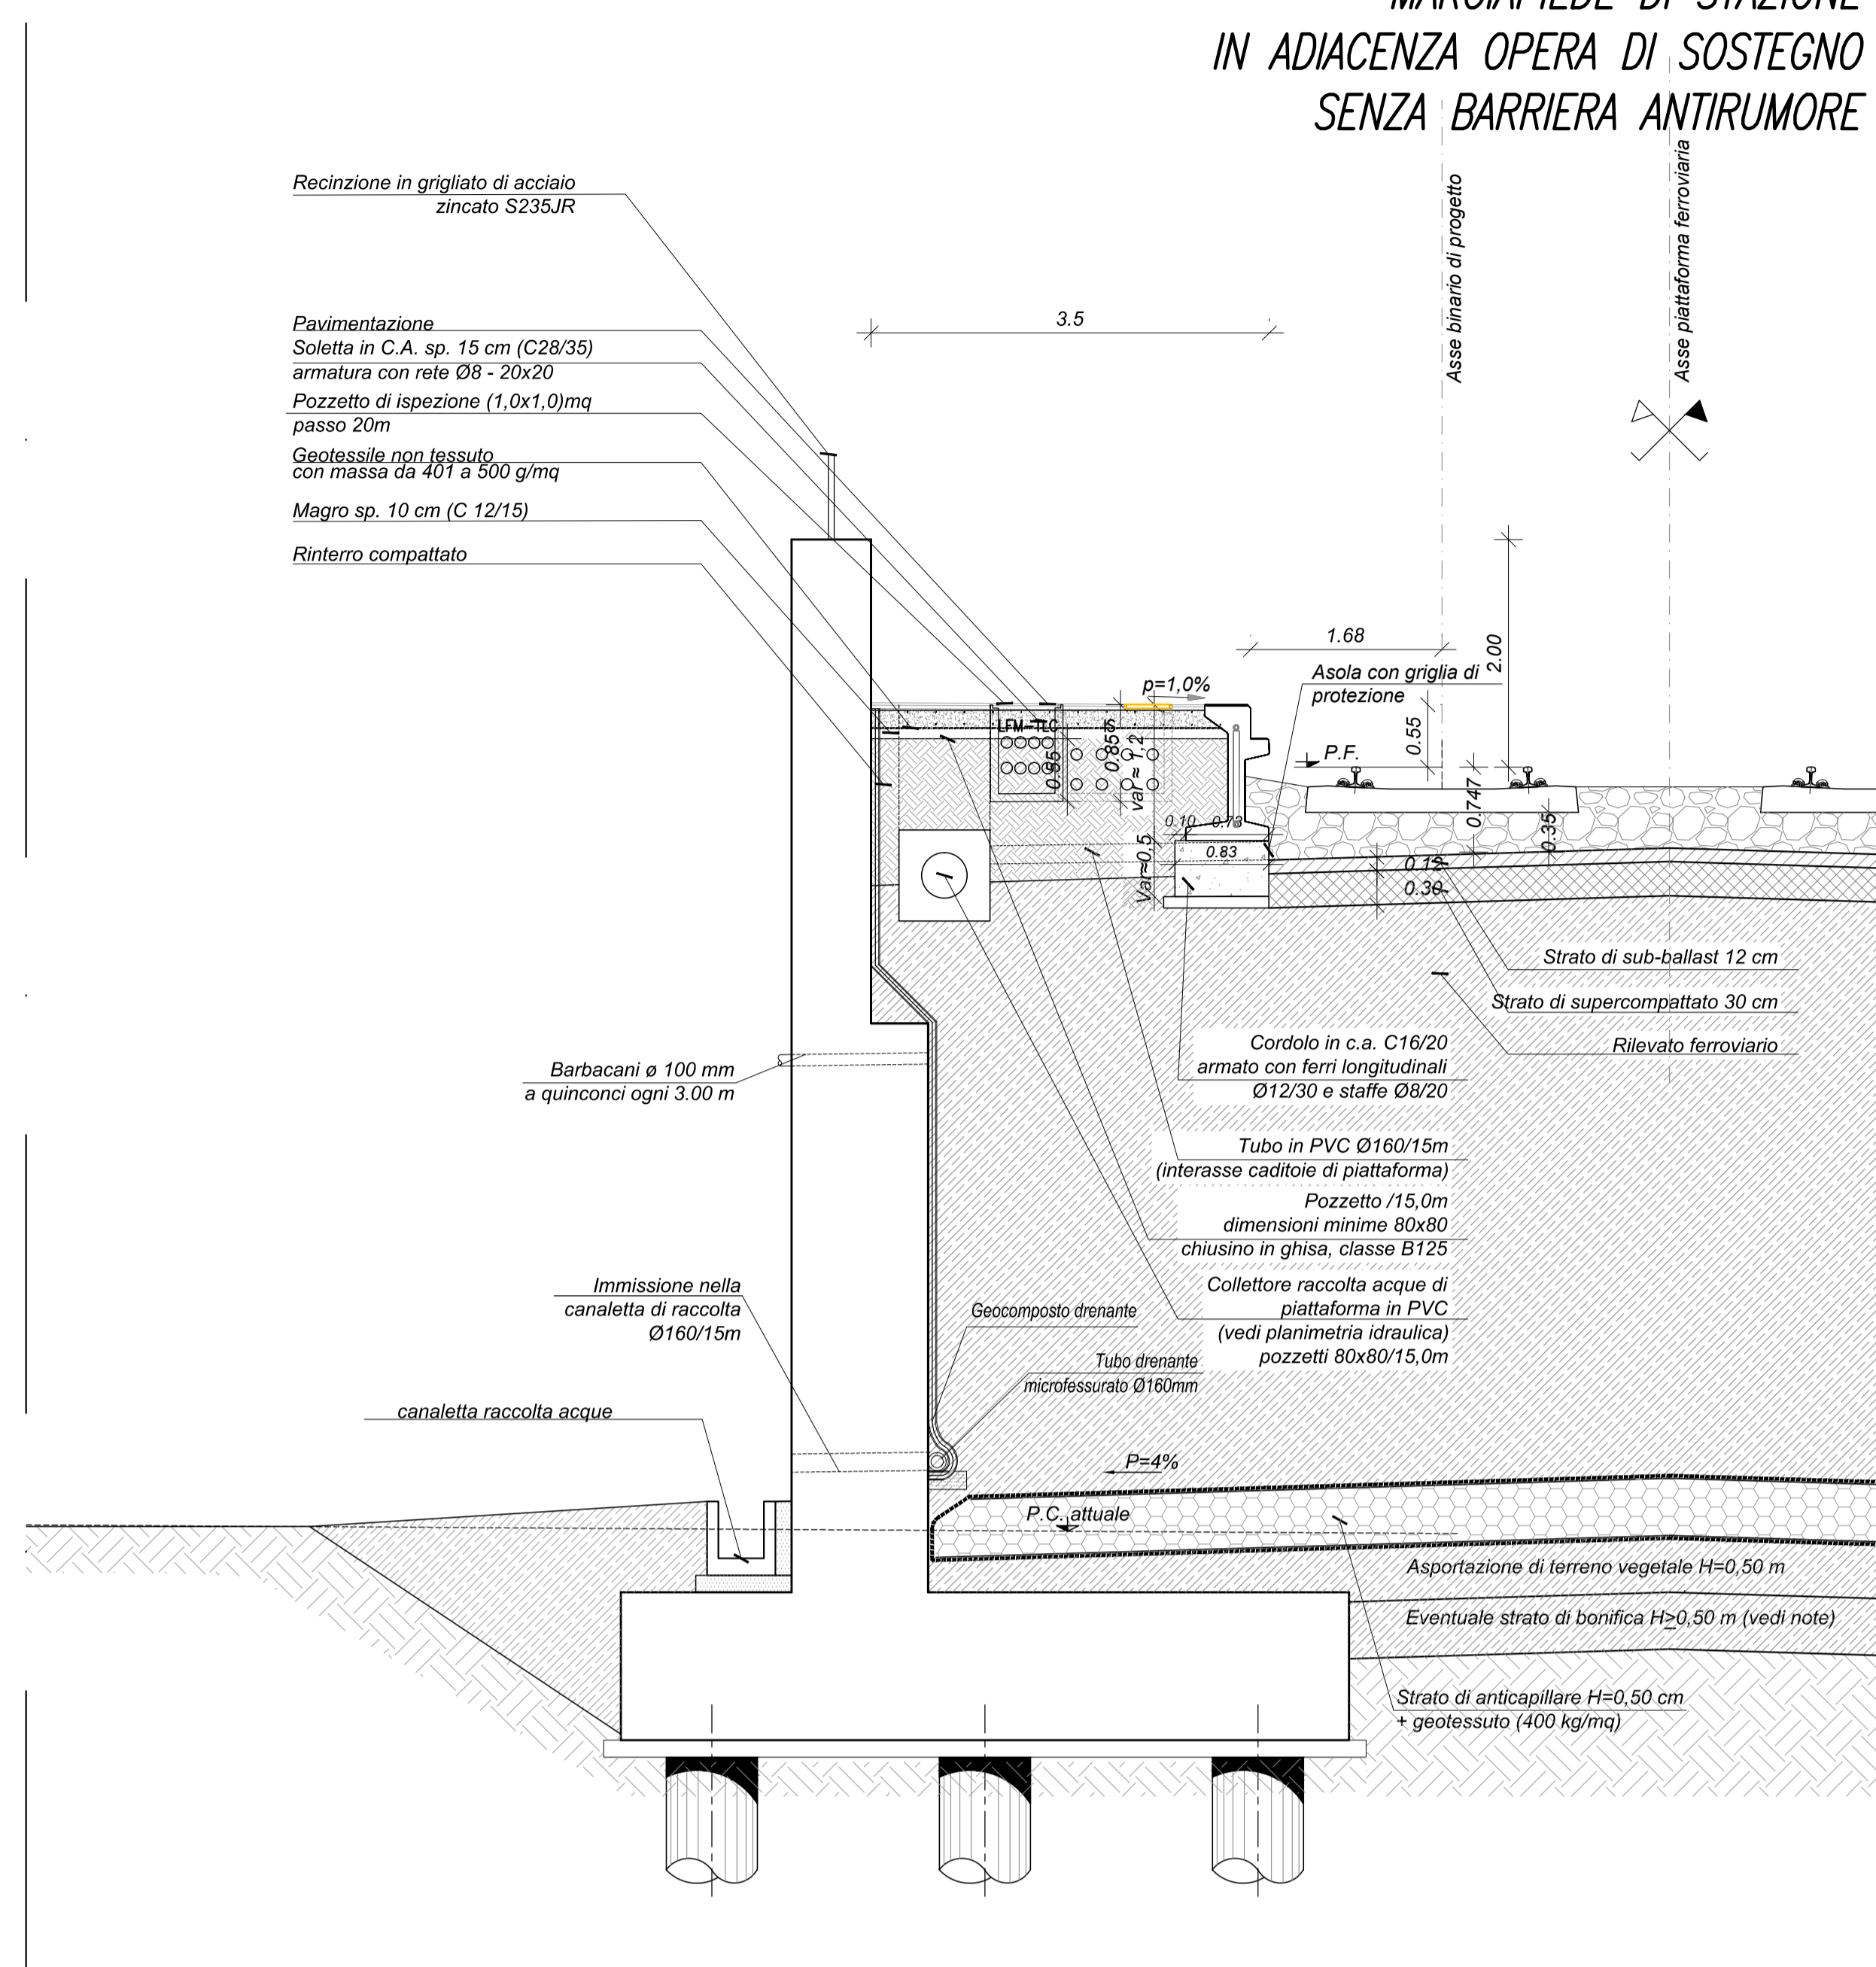 MARCIAPIEDE DI STAZIONE
IN ADIACENZA OPERA DI SOSTEGNO
SENZA BARRIERA ANTIRUMORE
Asse binario di progetto
Asse piattaforma ferroviaria
Recinzione in grigliato di acciaio
zincato S235JR
Pavimentazione
Soletta in C.A. sp. 15 cm (C28/35)
armatura con rete Ø8 - 20x20
Pozzetto di ispezione (1,0x1,0)mq
passo 20m
Geotessile non tessuto
con massa da 401 a 500 g/mq
Magro sp. 10 cm (C 12/15)
Rinterro compattato
3.5
1.68
2.00
Asola con griglia di
protezione
p=1,0%
0.55
P.F.
LFM-TLC
IS
0.85
0.85
var ≈ 1,2
0.747
0.35
0.10
0.73
0.83
Var≈0,5
0.12
0.30
Strato di sub-ballast 12 cm
Strato di supercompattato 30 cm
Rilevato ferroviario
Cordolo in c.a. C16/20
armato con ferri longitudinali
Ø12/30 e staffe Ø8/20
Barbacani ø 100 mm
a quinconci ogni 3.00 m
Tubo in PVC Ø160/15m
(interasse caditoie di piattaforma)
Pozzetto /15,0m
dimensioni minime 80x80
chiusino in ghisa, classe B125
Collettore raccolta acque di
piattaforma in PVC
(vedi planimetria idraulica)
pozzetti 80x80/15,0m
Immissione nella
canaletta di raccolta
Ø160/15m
Geocomposto drenante
Tubo drenante
microfessurato Ø160mm
canaletta raccolta acque
P=4%
P.C. attuale
Asportazione di terreno vegetale H=0,50 m
Eventuale strato di bonifica H≥0,50 m (vedi note)
Strato di anticapillare H=0,50 cm
+ geotessuto (400 kg/mq)